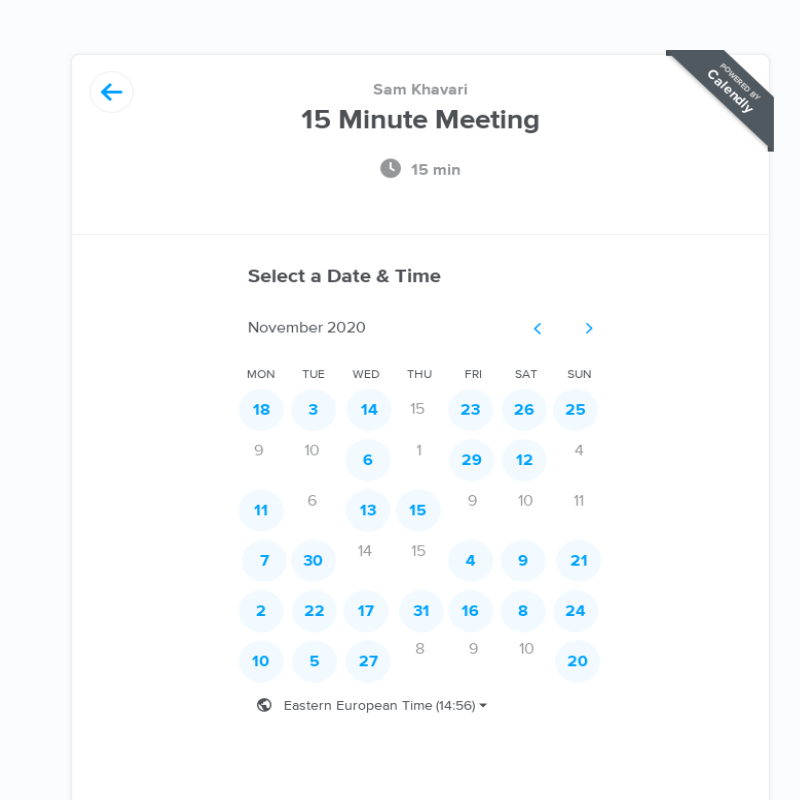 POWERED BY
Calendly
Sam Khavari
15 Minute Meeting
15 min
Select a Date & Time
November 2020
MON TUE WED THU FRI SAT SUN
18 3 14 15 23 26 25
9 10 6 1 29 12 4
11 6 13 15 9 10 11
7 30 14 15 4 9 21
2 22 17 31 16 8 24
10 5 27 8 9 10 20
Eastern European Time (14:56)